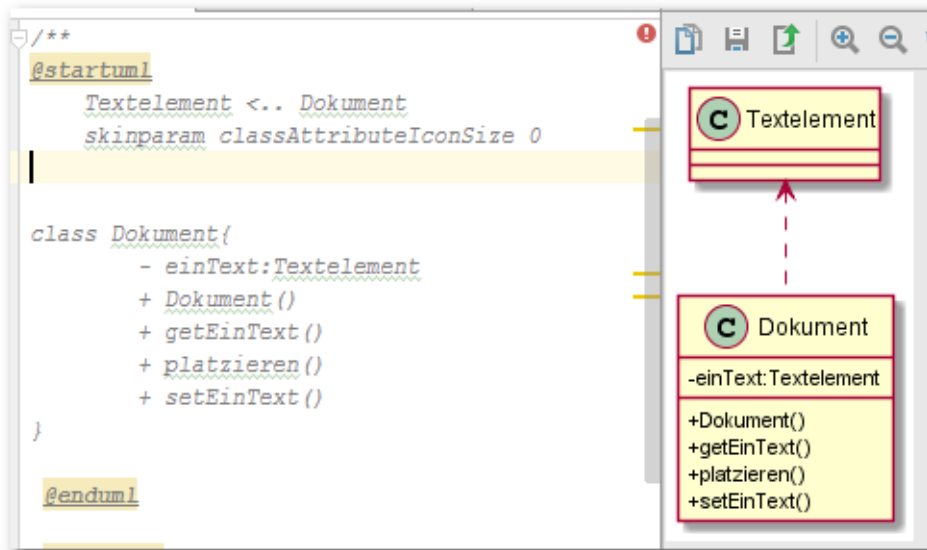 /**
@startuml
Textelement <.. Dokument
skinparam classAttributeIconSize 0
class Dokument{
- einText:Textelement
+ Dokument()
+ getEinText()
+ platzieren()
+ setEinText()
}
@enduml
C Textelement
C Dokument
-einText:Textelement
+Dokument()
+getEinText()
+platzieren()
+setEinText()